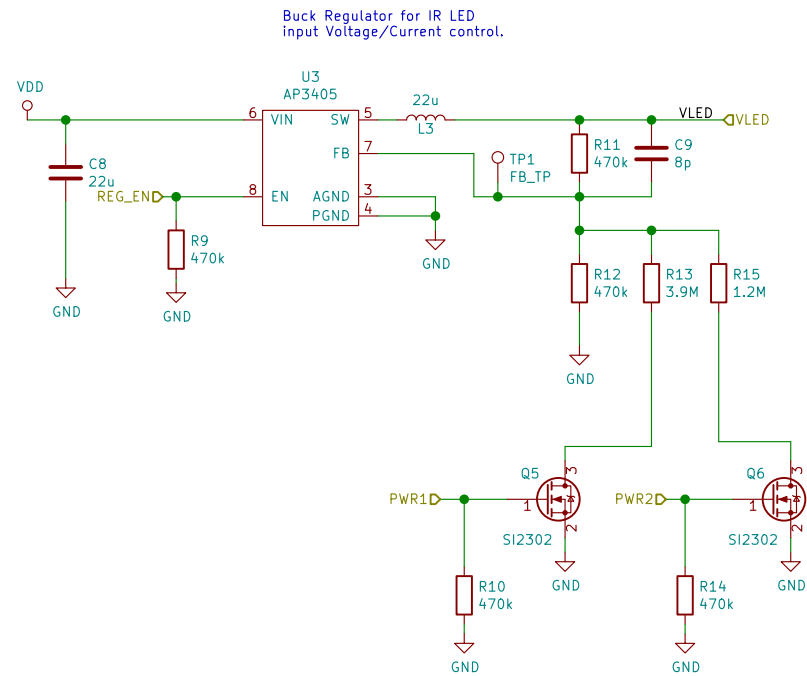 Buck Regulator for IR LED
input Voltage/Current control.
VDD
U3
AP3405
22u
L3
6 VIN
SW 5
FB 7
8 EN
AGND 3
PGND 4
VLED
VLED
R11
470k
C9
8p
TP1
FB_TP
C8
22u
REG_EN
R9
470k
GND
GND
GND
R12
470k
R13
3.9M
R15
1.2M
GND
PWR1
Q5
1
3
2
SI2302
GND
PWR2
Q6
1
3
2
SI2302
GND
R10
470k
GND
R14
470k
GND